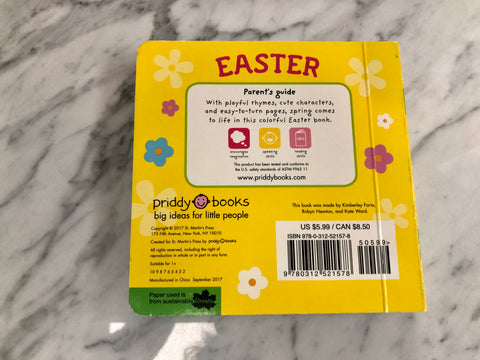 EASTER
Parent's guide
With playful rhymes, cute characters,
and easy-to-turn pages, spring comes
to life in this colorful Easter book.
encourages
imagination
speaking
skills
reading
skills
This product has been tested and conforms to the
U.S. safety standards of ASTM F963 11
www.priddybooks.com
priddy books
big ideas for little people
Copyright © 2017 St. Martin's Press
175 Fifth Avenue, New York, NY 10010
Created for St. Martin's Press by priddy books
All rights reserved, including the right of
reproduction in whole or in part in any form.
Suitable for 1+
10 9 8 7 6 5 4 3 2
Manufactured in China September 2017
This book was made by Kimberley Faria,
Robyn Newton, and Kate Ward.
US $5.99 / CAN $8.50
ISBN 978-0-312-52157-8
50599>
9 780312 521578
Paper used is
from sustainable forests